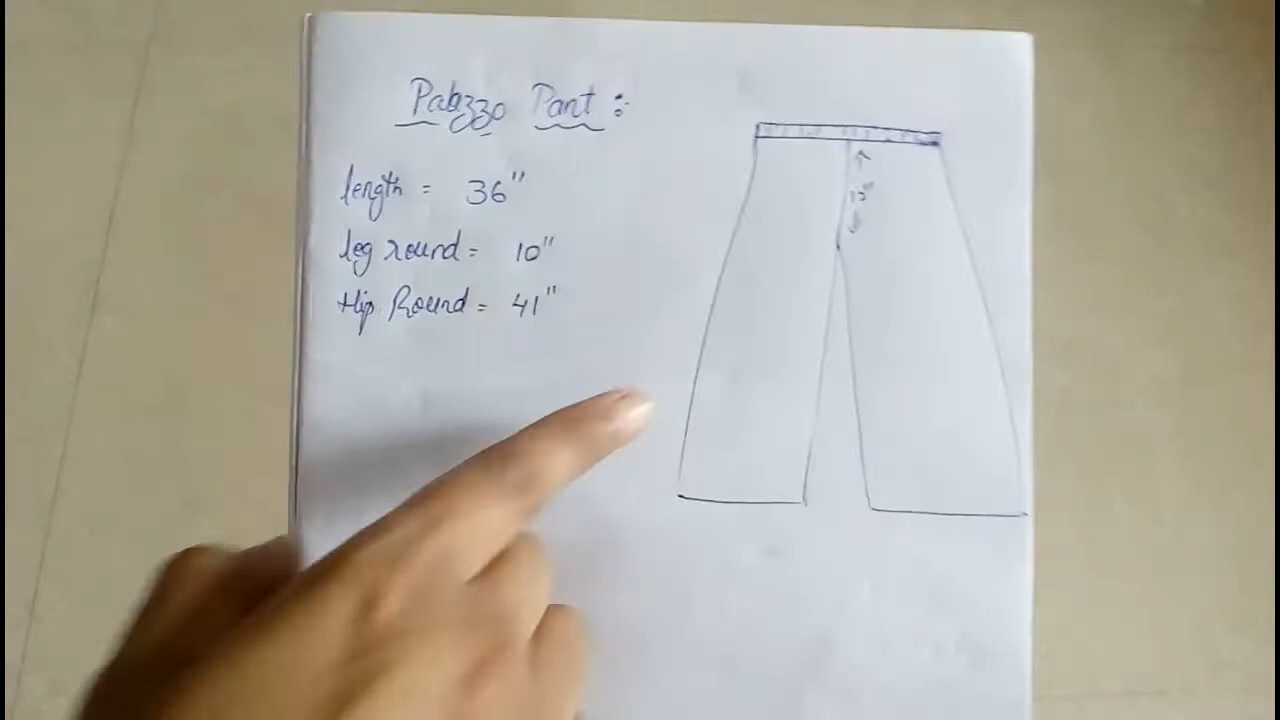 Palazzo Pant :-
length = 36"
leg round = 10"
Hip Round = 41"